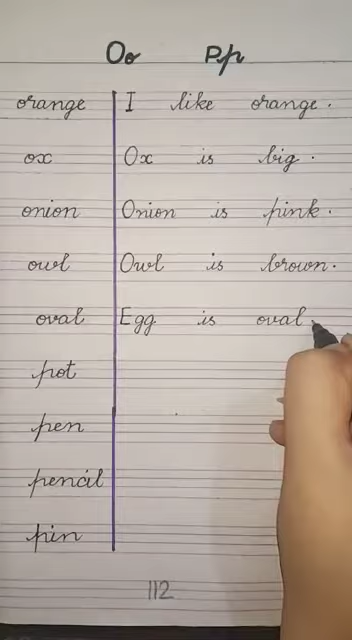 Oo Pp
orange I like orange.
ox Ox is big.
onion Onion is pink.
owl Owl is brown.
oval Egg is oval.
pot
pen
pencil
pin
112